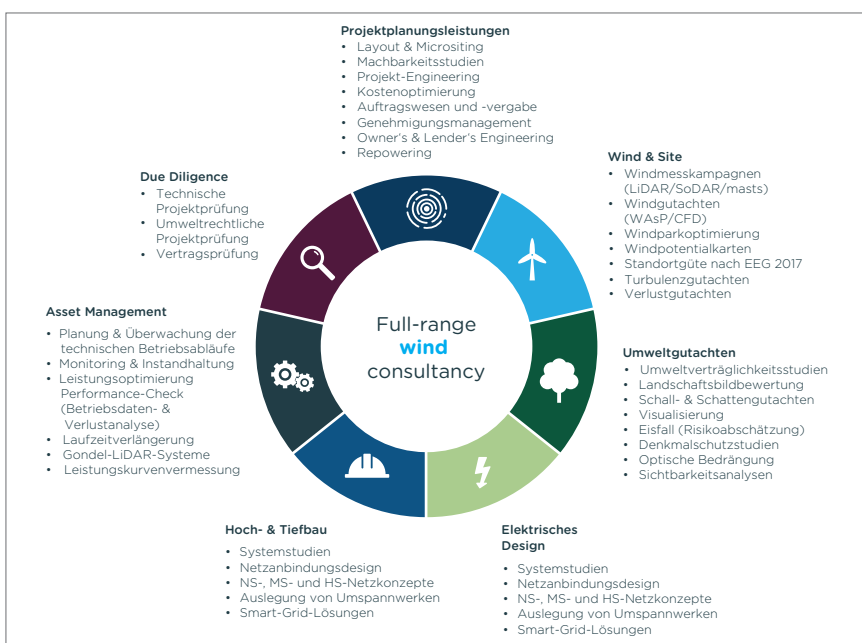 Projektplanungsleistungen
• Layout & Micrositing
• Machbarkeitsstudien
• Projekt-Engineering
• Kostenoptimierung
• Auftragswesen und -vergabe
• Genehmigungsmanagement
• Owner's & Lender's Engineering
• Repowering
Wind & Site
• Windmesskampagnen
(LiDAR/SoDAR/masts)
• Windgutachten
(WAsP/CFD)
• Windparkoptimierung
• Windpotentialkarten
• Standortgüte nach EEG 2017
• Turbulenzgutachten
• Verlustgutachten
Umweltgutachten
• Umweltverträglichkeitsstudien
• Landschaftsbildbewertung
• Schall- & Schattengutachten
• Visualisierung
• Eisfall (Risikoabschätzung)
• Denkmalschutzstudien
• Optische Bedrängung
• Sichtbarkeitsanalysen
Elektrisches
Design
• Systemstudien
• Netzanbindungsdesign
• NS-, MS- und HS-Netzkonzepte
• Auslegung von Umspannwerken
• Smart-Grid-Lösungen
Hoch- & Tiefbau
• Systemstudien
• Netzanbindungsdesign
• NS-, MS- und HS-Netzkonzepte
• Auslegung von Umspannwerken
• Smart-Grid-Lösungen
Asset Management
• Planung & Überwachung der
technischen Betriebsabläufe
• Monitoring & Instandhaltung
• Leistungsoptimierung
Performance-Check
(Betriebsdaten- &
Verlustanalyse)
• Laufzeitverlängerung
• Gondel-LiDAR-Systeme
• Leistungskurvenvermessung
Due Diligence
• Technische
Projektprüfung
• Umweltrechtliche
Projektprüfung
• Vertragsprüfung
Full-range
wind
consultancy